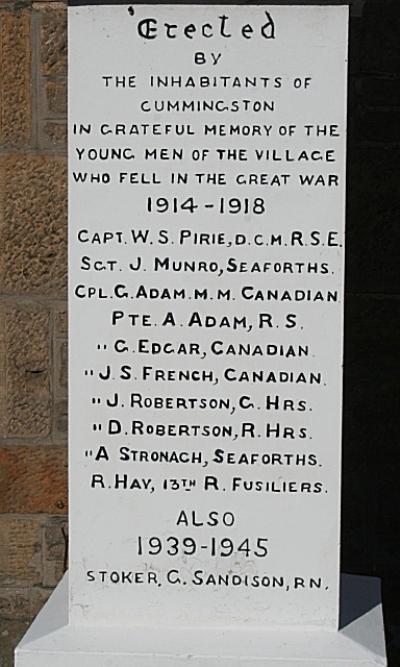 Erected
BY
THE INHABITANTS OF
CUMMINGSTON
IN GRATEFUL MEMORY OF THE
YOUNG MEN OF THE VILLAGE
WHO FELL IN THE GREAT WAR
1914-1918
CAPT. W. S. PIRIE, D.C.M. R.S.E.
SGT. J. MUNRO, SEAFORTHS.
CPL. G. ADAM. M.M. CANADIAN.
PTE. A. ADAM, R. S.
" G. EDGAR, CANADIAN.
" J. S. FRENCH, CANADIAN.
" J. ROBERTSON, G. HRS.
" D. ROBERTSON, R. HRS.
" A STRONACH, SEAFORTHS.
R. HAY, 13TH R. FUSILIERS.
ALSO
1939-1945
STOKER, G. SANDISON, R.N.